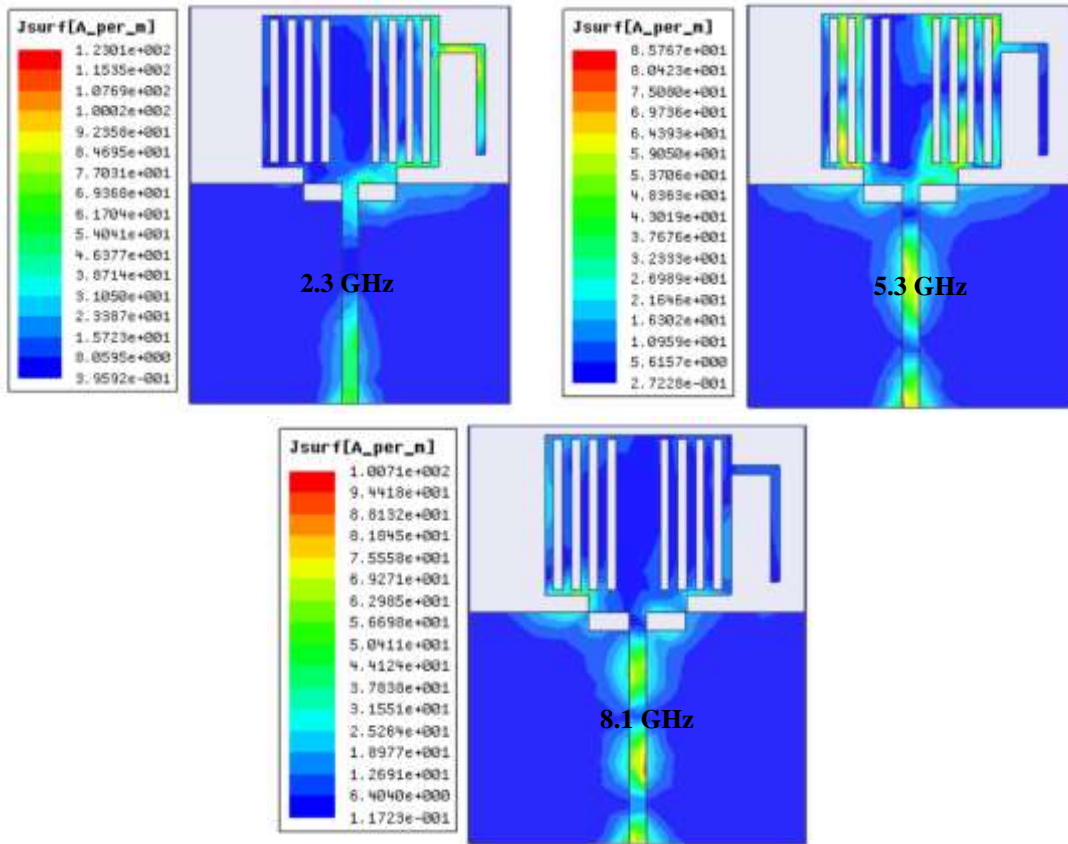 Jsurf[A_per_m]
1.2301e+002
1.1535e+002
1.0769e+002
1.0002e+002
9.2358e+001
8.4695e+001
7.7031e+001
6.9368e+001
6.1704e+001
5.4041e+001
4.6377e+001
3.8714e+001
3.1050e+001
2.3387e+001
1.5723e+001
8.0595e+000
3.9592e-001
2.3 GHz
Jsurf[A_per_m]
8.5767e+001
8.0423e+001
7.5080e+001
6.9736e+001
6.4393e+001
5.9050e+001
5.3706e+001
4.8363e+001
4.3019e+001
3.7676e+001
3.2333e+001
2.6989e+001
2.1646e+001
1.6302e+001
1.0959e+001
5.6157e+000
2.7228e-001
5.3 GHz
Jsurf[A_per_m]
1.0071e+002
9.4418e+001
8.8132e+001
8.1845e+001
7.5558e+001
6.9271e+001
6.2985e+001
5.6698e+001
5.0411e+001
4.4124e+001
3.7838e+001
3.1551e+001
2.5264e+001
1.8977e+001
1.2691e+001
6.4040e+000
1.1723e-001
8.1 GHz